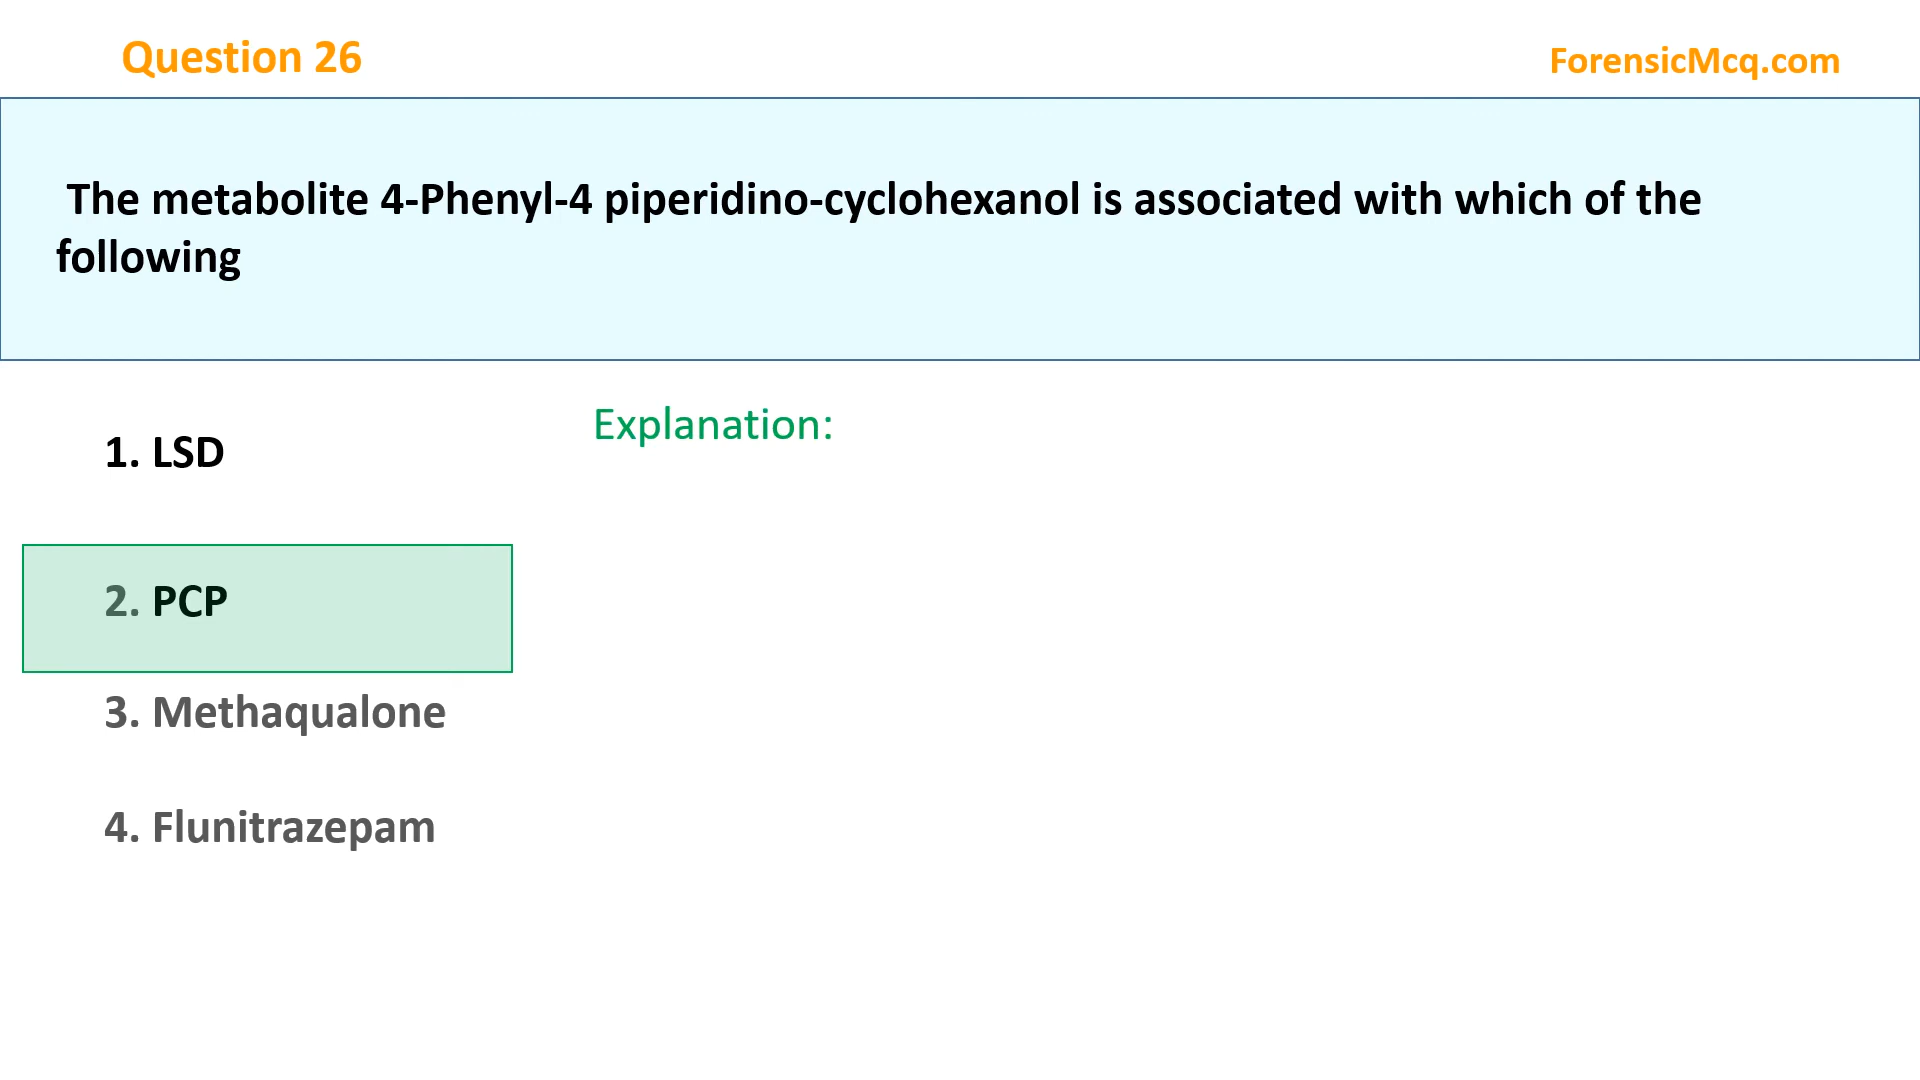 Question 26
ForensicMcq.com
The metabolite 4-Phenyl-4 piperidino-cyclohexanol is associated with which of the
following
1. LSD
Explanation:
2. PCP
3. Methaqualone
4. Flunitrazepam